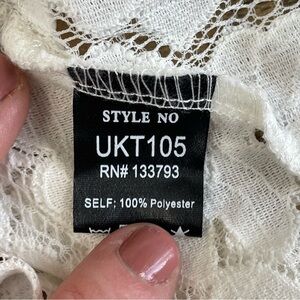 STYLE NO
UKT105
RN# 133793
SELF; 100% Polyester